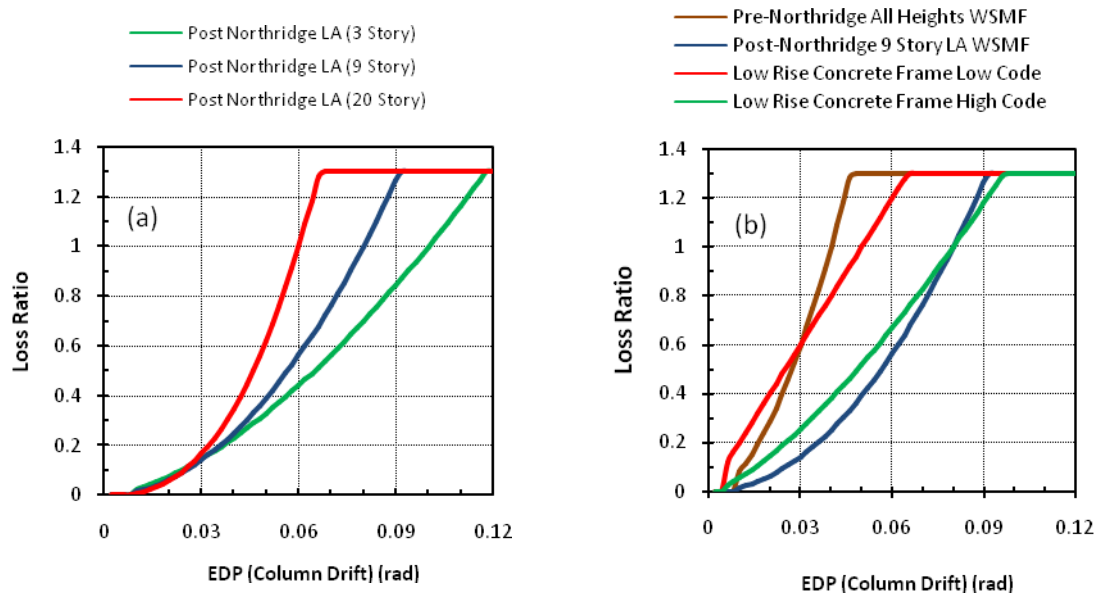 Post Northridge LA (3 Story)
Post Northridge LA (9 Story)
Post Northridge LA (20 Story)
1.4
1.2
1
0.8
0.6
0.4
0.2
0
Loss Ratio
(a)
0
0.03
0.06
0.09
0.12
EDP (Column Drift) (rad)
Pre-Northridge All Heights WSMF
Post-Northridge 9 Story LA WSMF
Low Rise Concrete Frame Low Code
Low Rise Concrete Frame High Code
1.4
1.2
1
0.8
0.6
0.4
0.2
0
Loss Ratio
(b)
0
0.03
0.06
0.09
0.12
EDP (Column Drift) (rad)